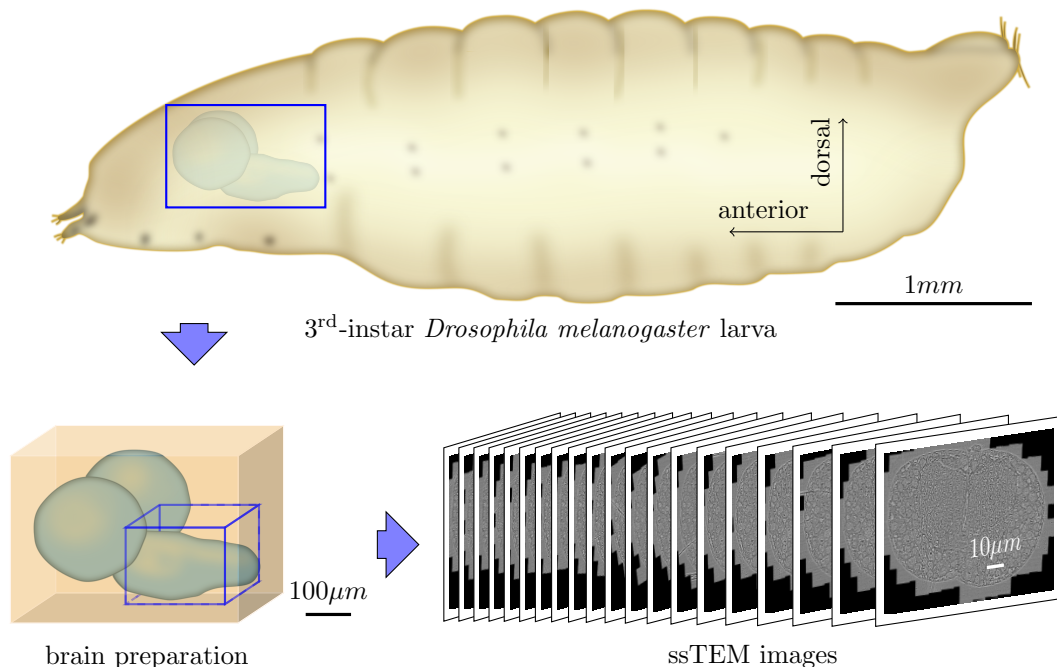 dorsal
anterior
1mm
3rd-instar Drosophila melanogaster larva
10μm
100μm
brain preparation
ssTEM images